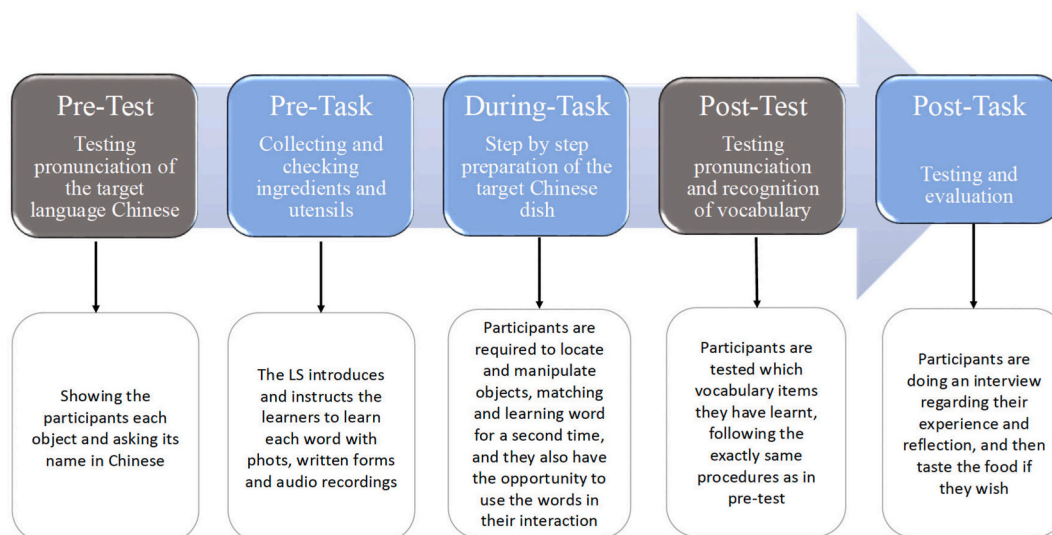 Pre-Test
Testing
pronunciation of
the target
language Chinese
Pre-Task
Collecting and
checking
ingredients and
utensils
During-Task
Step by step
preparation of the
target Chinese
dish
Post-Test
Testing
pronunciation
and recognition
of vocabulary
Post-Task
Testing and
evaluation
Showing the
participants each
object and asking its
name in Chinese
The LS introduces
and instructs the
learners to learn
each word with
phots, written forms
and audio recordings
Participants are
required to locate
and manipulate
objects, matching
and learning word
for a second time,
and they also have
the opportunity to
use the words in
their interaction
Participants are
tested which
vocabulary items
they have learnt,
following the
exactly same
procedures as in
pre-test
Participants are
doing an interview
regarding their
experience and
reflection, and then
taste the food if
they wish